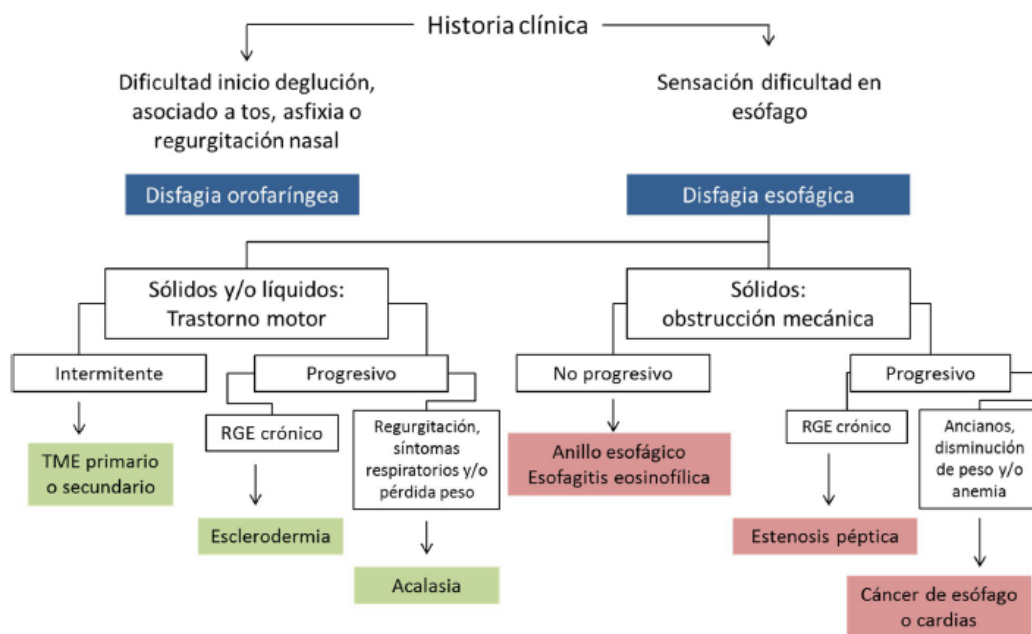 Historia clínica
Dificultad inicio deglución,
asociado a tos, asfixia o
regurgitación nasal
Sensación dificultad en
esófago
Disfagia orofaríngea
Disfagia esofágica
Sólidos y/o líquidos:
Trastorno motor
Sólidos:
obstrucción mecánica
Intermitente
Progresivo
No progresivo
Progresivo
RGE crónico
Regurgitación,
síntomas
respiratorios y/o
pérdida peso
RGE crónico
Ancianos,
disminución
de peso y/o
anemia
TME primario
o secundario
Anillo esofágico
Esofagitis eosinofílica
Esclerodermia
Estenosis péptica
Acalasia
Cáncer de esófago
o cardias